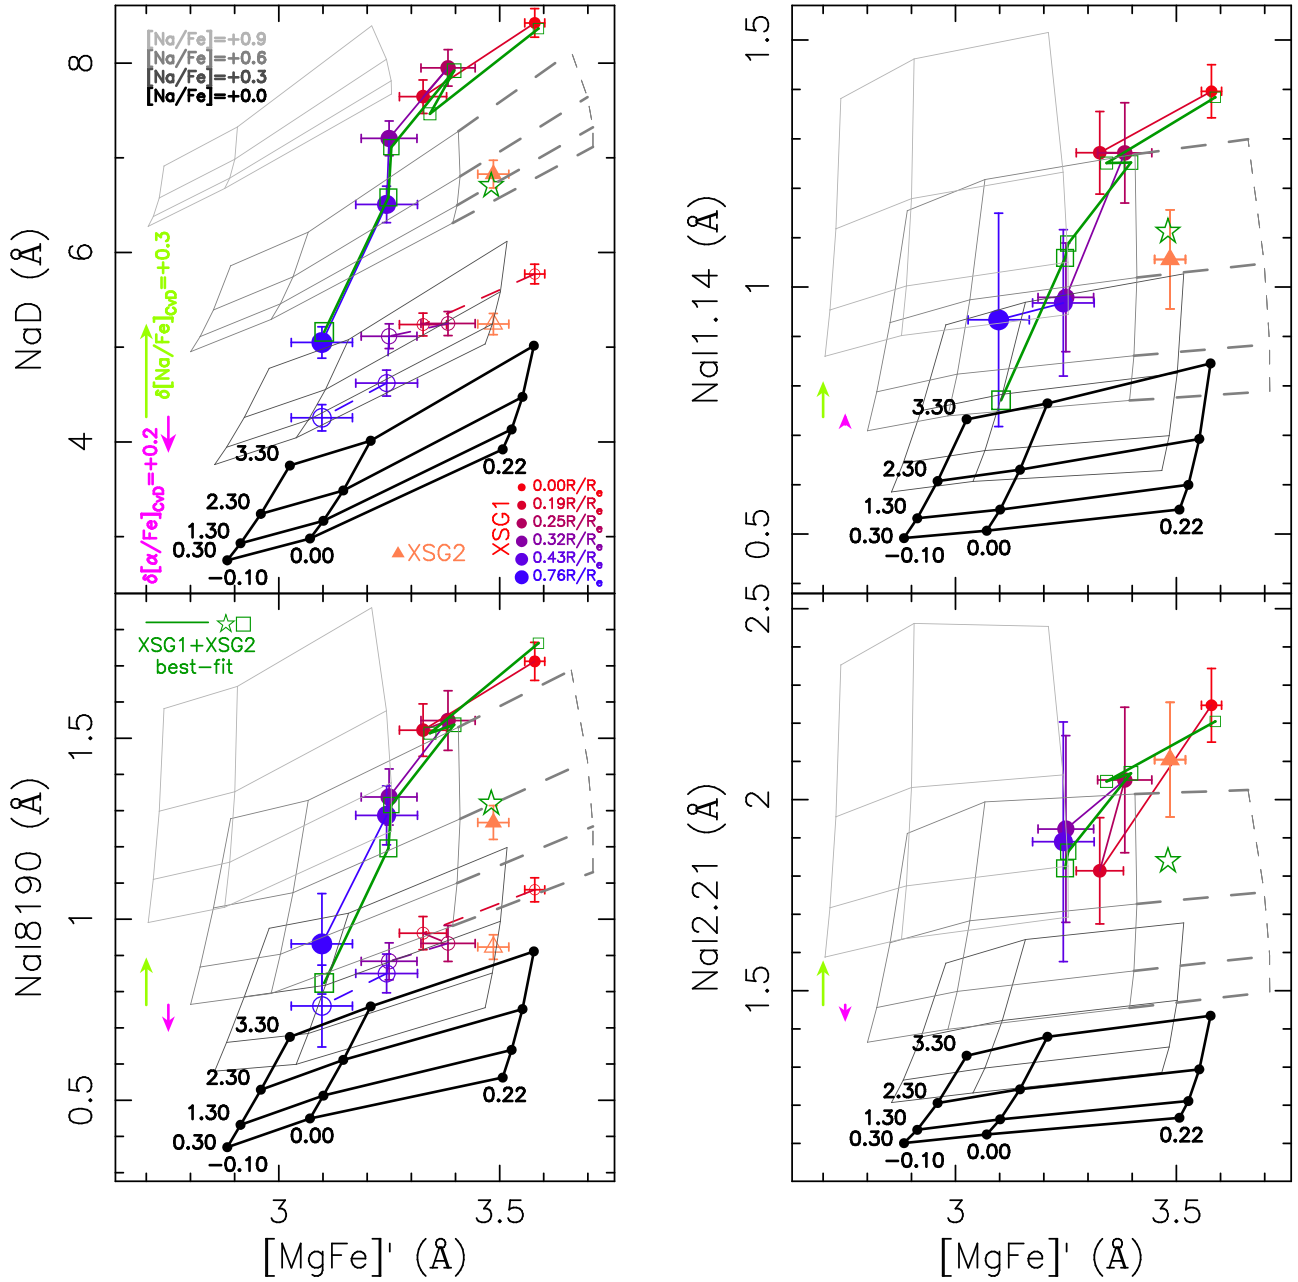 [Na/Fe]=+0.9
[Na/Fe]=+0.6
[Na/Fe]=+0.3
[Na/Fe]=+0.0
8
6
4
NaD (Å)
δ[Na/Fe]CvD=+0.3
δ[α/Fe]CvD=+0.2
3.30
2.30
1.30
0.30
-0.10
0.00
0.22
XSG2
XSG1
0.00R/Re
0.19R/Re
0.25R/Re
0.32R/Re
0.43R/Re
0.76R/Re
1.5
1
0.5
NaI1.14 (Å)
3.30
2.30
1.30
0.30
-0.10
0.00
0.22
XSG1+XSG2
best-fit
1.5
1
0.5
NaI8190 (Å)
3.30
2.30
1.30
0.30
-0.10
0.00
0.22
3
3.5
[MgFe]' (Å)
2.5
2
1.5
NaI2.21 (Å)
3.30
2.30
1.30
0.30
-0.10
0.00
0.22
3
3.5
[MgFe]' (Å)